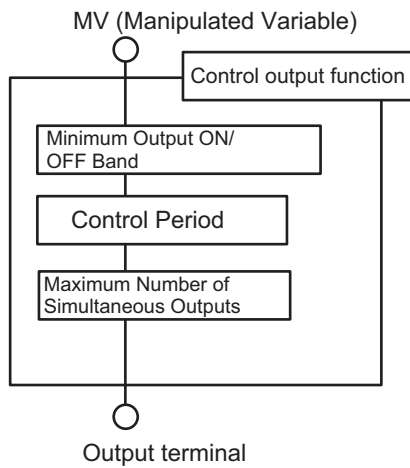 MV (Manipulated Variable)
Control output function
Minimum Output ON/
OFF Band
Control Period
Maximum Number of
Simultaneous Outputs
Output terminal